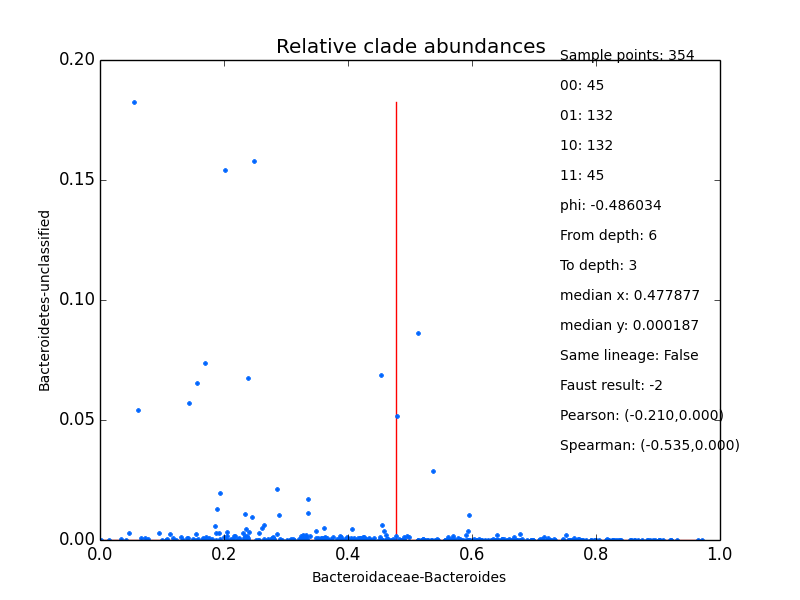 Relative clade abundances
Sample points: 354
00: 45
01: 132
10: 132
11: 45
phi: -0.486034
From depth: 6
To depth: 3
median x: 0.477877
median y: 0.000187
Same lineage: False
Faust result: -2
Pearson: (-0.210,0.000)
Spearman: (-0.535,0.000)
0.20
0.15
0.10
0.05
0.00
Bacteroidetes-unclassified
0.0 0.2 0.4 0.6 0.8 1.0
Bacteroidaceae-Bacteroides